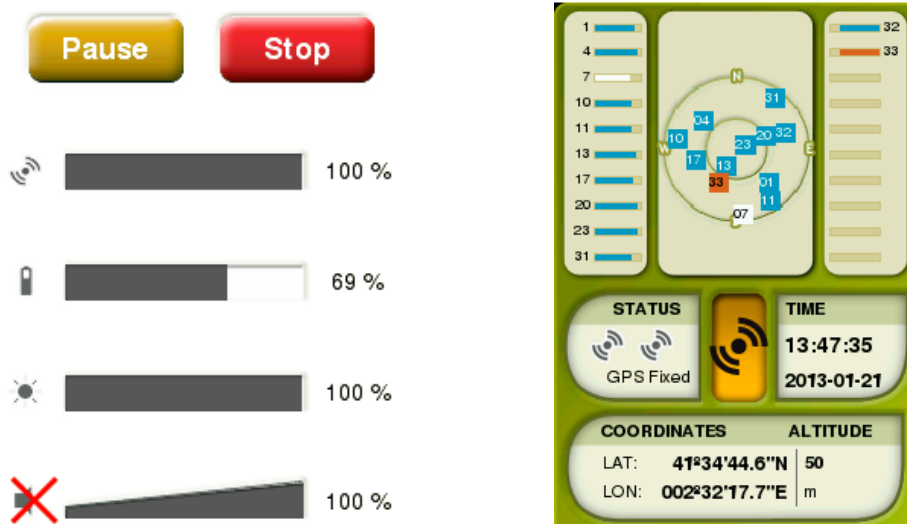 Pause
Stop
100 %
69 %
100 %
100 %
1
4
7
10
11
13
17
20
23
31
32
33
N
31
04
10
W
20
32
23
E
17
13
33
01
11
07
STATUS
GPS Fixed
TIME
13:47:35
2013-01-21
COORDINATES
ALTITUDE
LAT: 41º34'44.6"N 50
LON: 002º32'17.7"E m